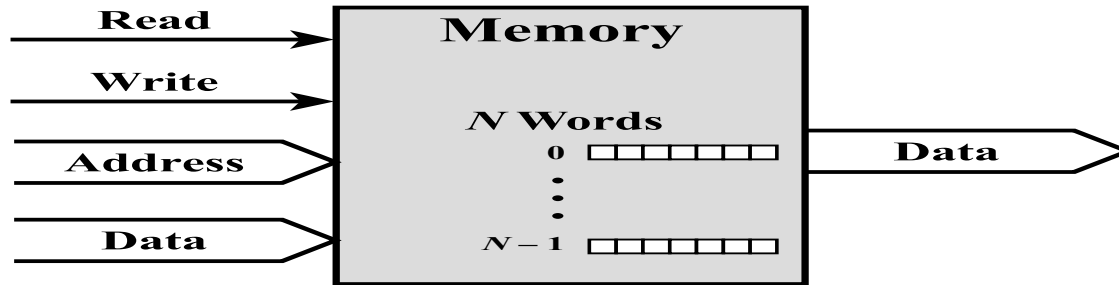 Read
Memory
Write
N Words
Address
0
Data
Data
N – 1